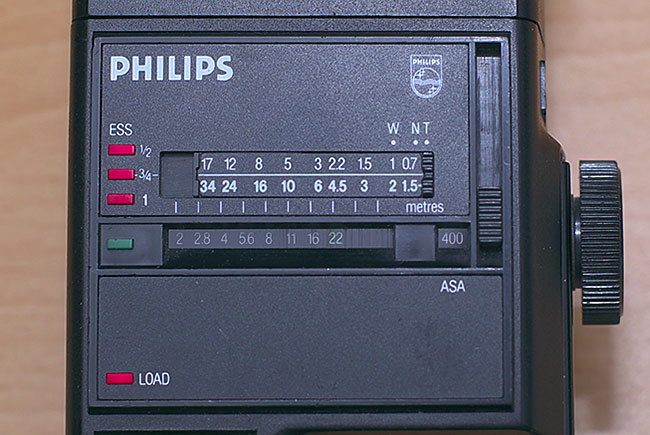 PHILIPS
PHILIPS
ESS
W N T
1/2
17 12 8 5 3 2.2 1.5 1 0.7
3/4
34 24 16 10 6 4.5 3 2 1.5
1
metres
2 2.8 4 5.6 8 11 16 22
400
ASA
LOAD